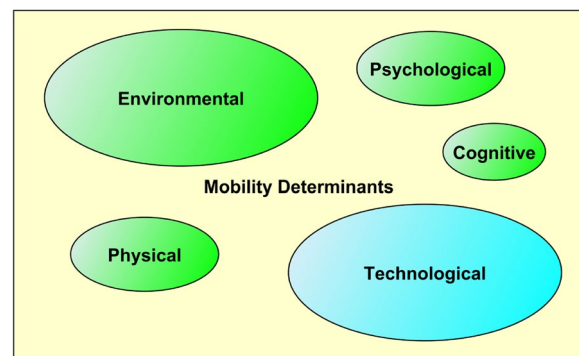 Environmental
Psychological
Cognitive
Mobility Determinants
Physical
Technological